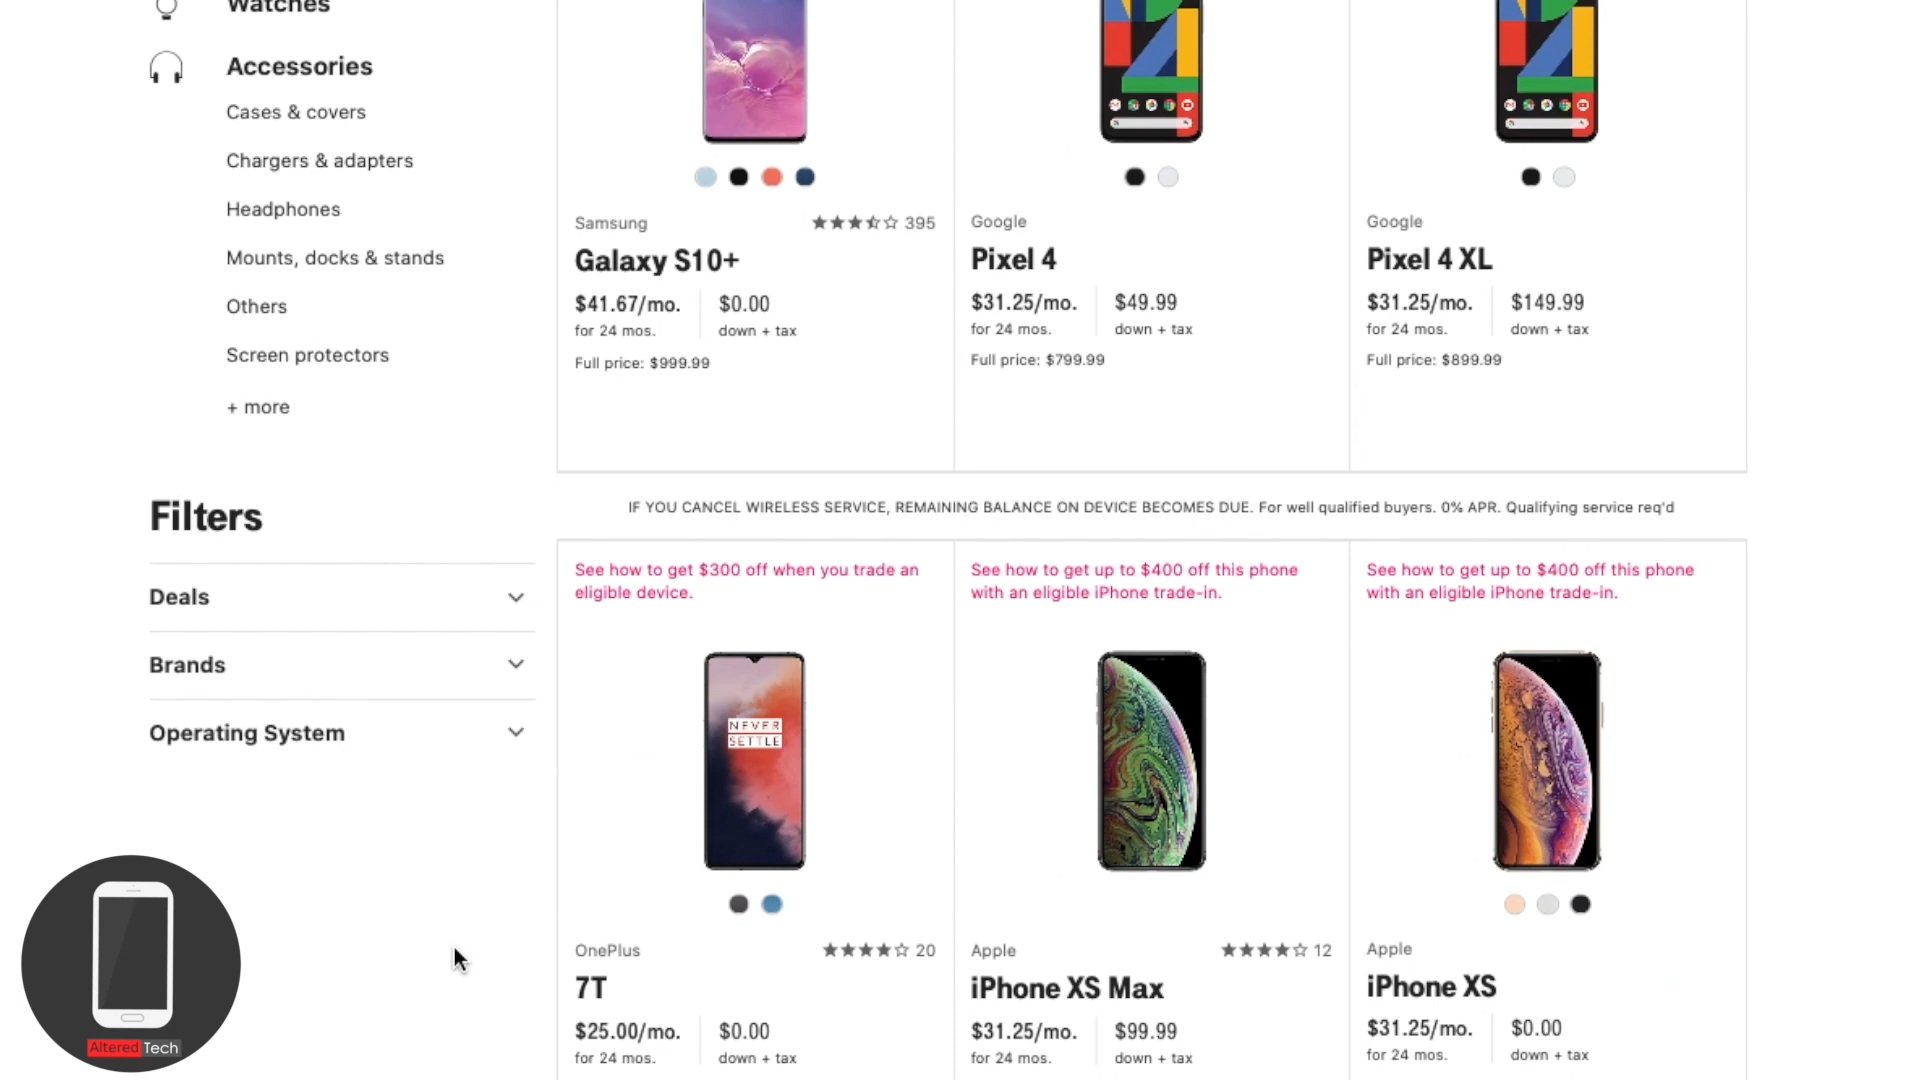 Watches
Accessories
Cases & covers
Chargers & adapters
Headphones
Mounts, docks & stands
Others
Screen protectors
+ more
Filters
Deals
Brands
Operating System
Samsung 395
Galaxy S10+
$41.67/mo. $0.00
for 24 mos. down + tax
Full price: $999.99
Google
Pixel 4
$31.25/mo. $49.99
for 24 mos. down + tax
Full price: $799.99
Google
Pixel 4 XL
$31.25/mo. $149.99
for 24 mos. down + tax
Full price: $899.99
IF YOU CANCEL WIRELESS SERVICE, REMAINING BALANCE ON DEVICE BECOMES DUE. For well qualified buyers. 0% APR. Qualifying service req'd
See how to get $300 off when you trade an
eligible device.
NEVER
SETTLE
OnePlus 20
7T
$25.00/mo. $0.00
for 24 mos. down + tax
See how to get up to $400 off this phone
with an eligible iPhone trade-in.
Apple 12
iPhone XS Max
$31.25/mo. $99.99
for 24 mos. down + tax
See how to get up to $400 off this phone
with an eligible iPhone trade-in.
Apple
iPhone XS
$31.25/mo. $0.00
for 24 mos. down + tax
Altered Tech